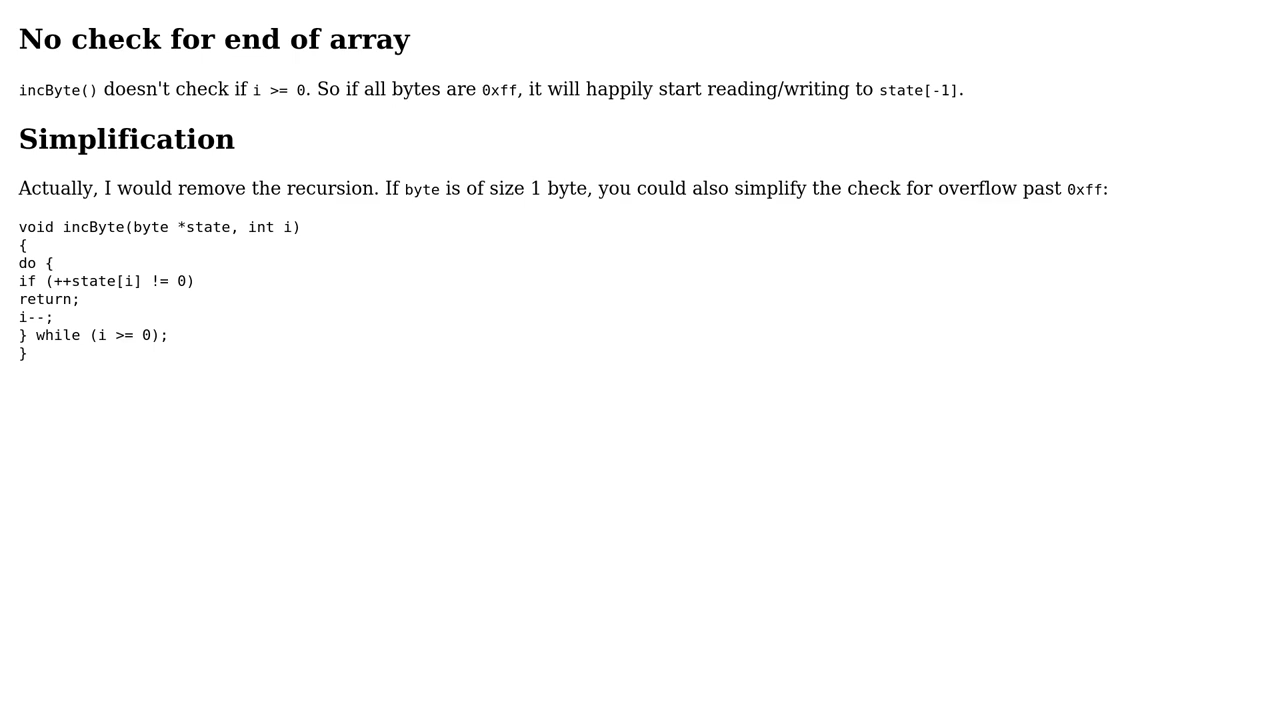 No check for end of array
incByte() doesn't check if i >= 0. So if all bytes are 0xff, it will happily start reading/writing to state[-1].
Simplification
Actually, I would remove the recursion. If byte is of size 1 byte, you could also simplify the check for overflow past 0xff:
void incByte(byte *state, int i)
{
do {
if (++state[i] != 0)
return;
i--;
} while (i >= 0);
}